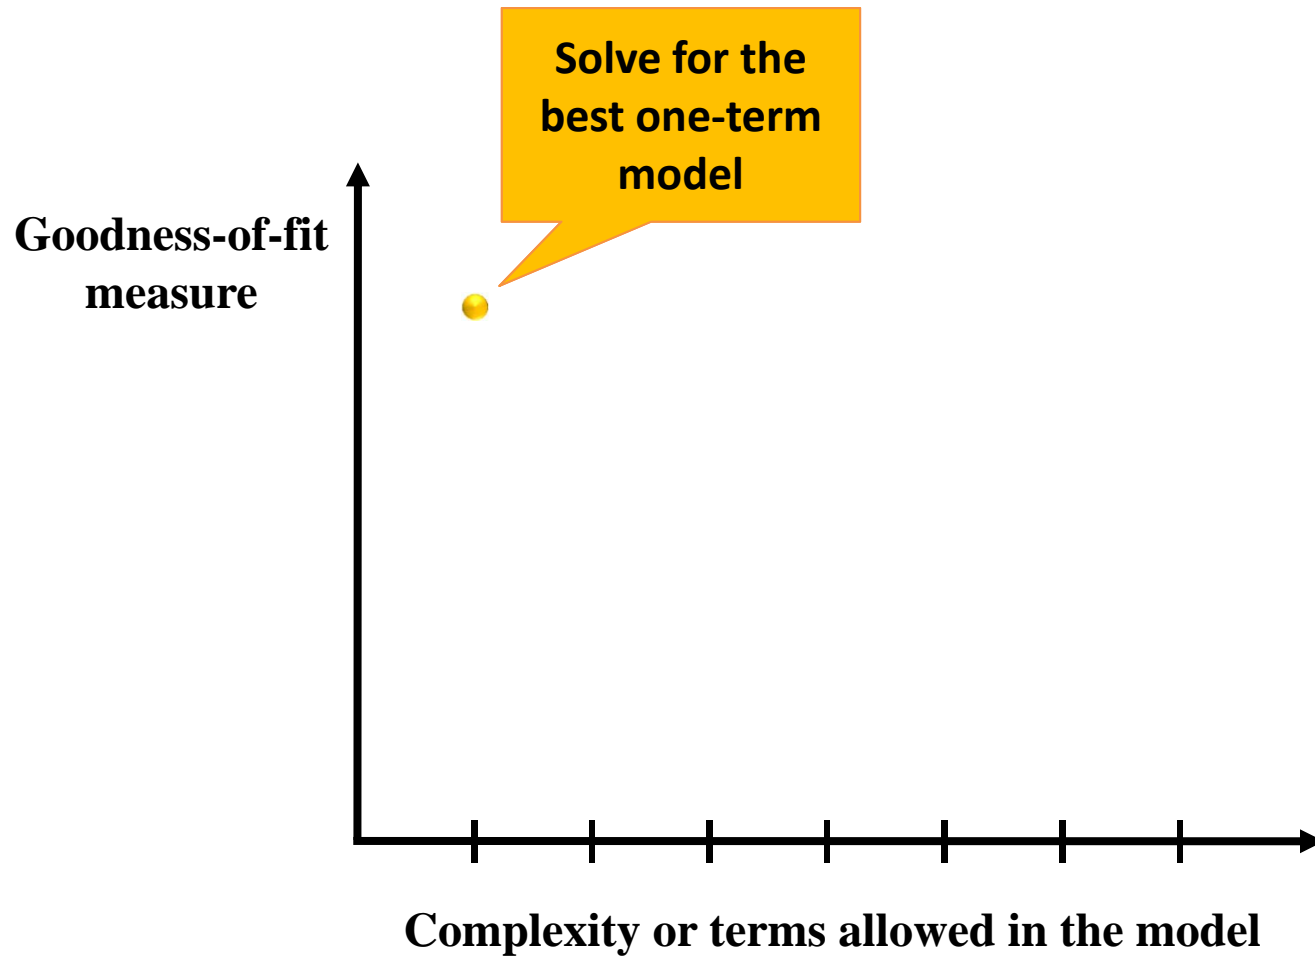 Solve for the
best one-term
model
Goodness-of-fit
measure
Complexity or terms allowed in the model